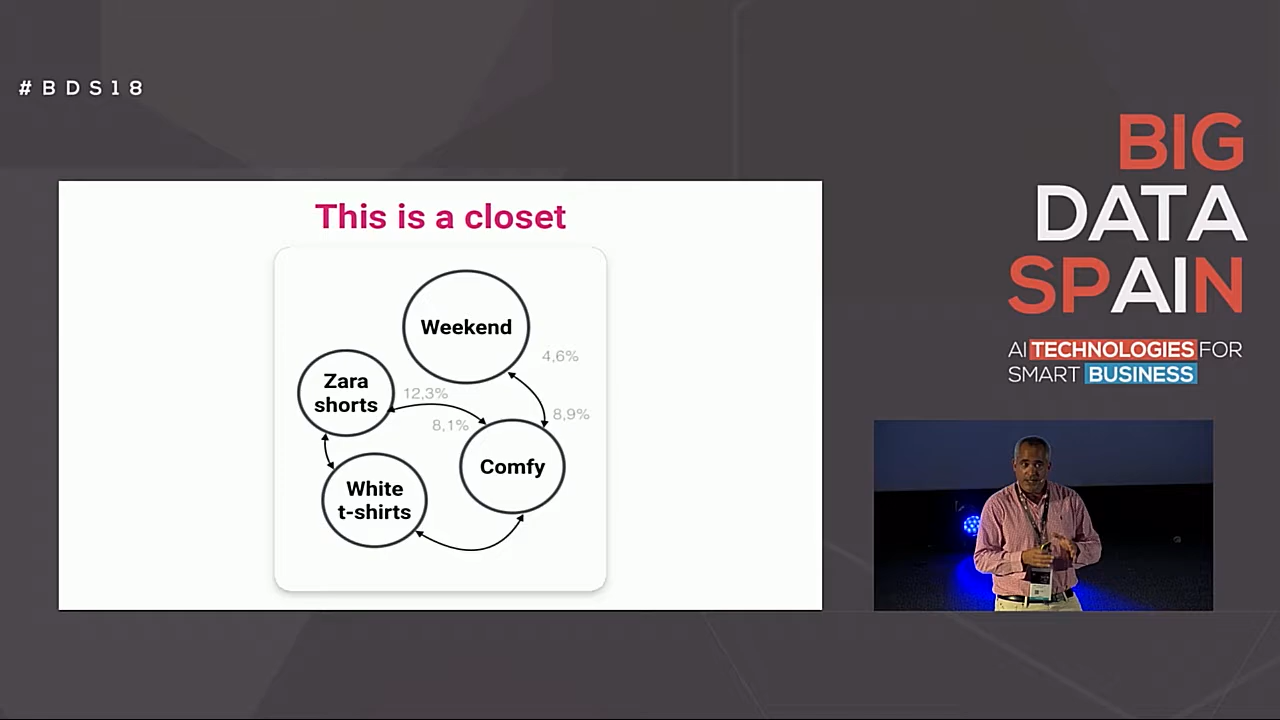 #BDS18
BIG
DATA
SPAIN
AI TECHNOLOGIES FOR
SMART BUSINESS
This is a closet
Weekend
4,6%
Zara
shorts
12,3%
8,9%
8,1%
Comfy
White
t-shirts